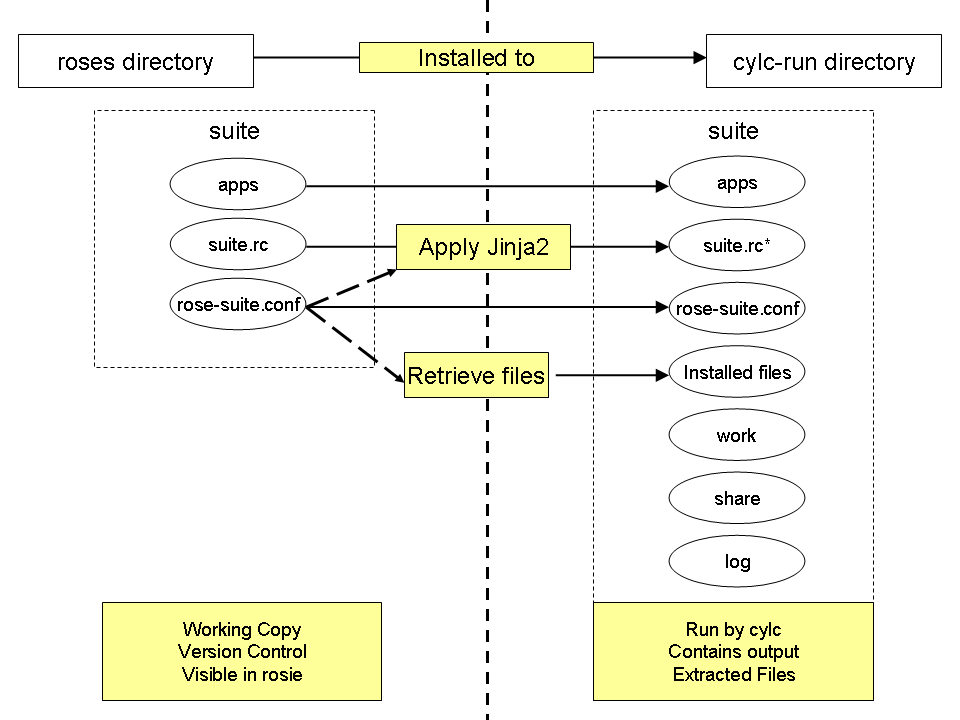 roses directory
Installed to
cylc-run directory
suite
apps
suite.rc
rose-suite.conf
Apply Jinja2
Retrieve files
suite
apps
suite.rc*
rose-suite.conf
Installed files
work
share
log
Working Copy
Version Control
Visible in rosie
Run by cylc
Contains output
Extracted Files